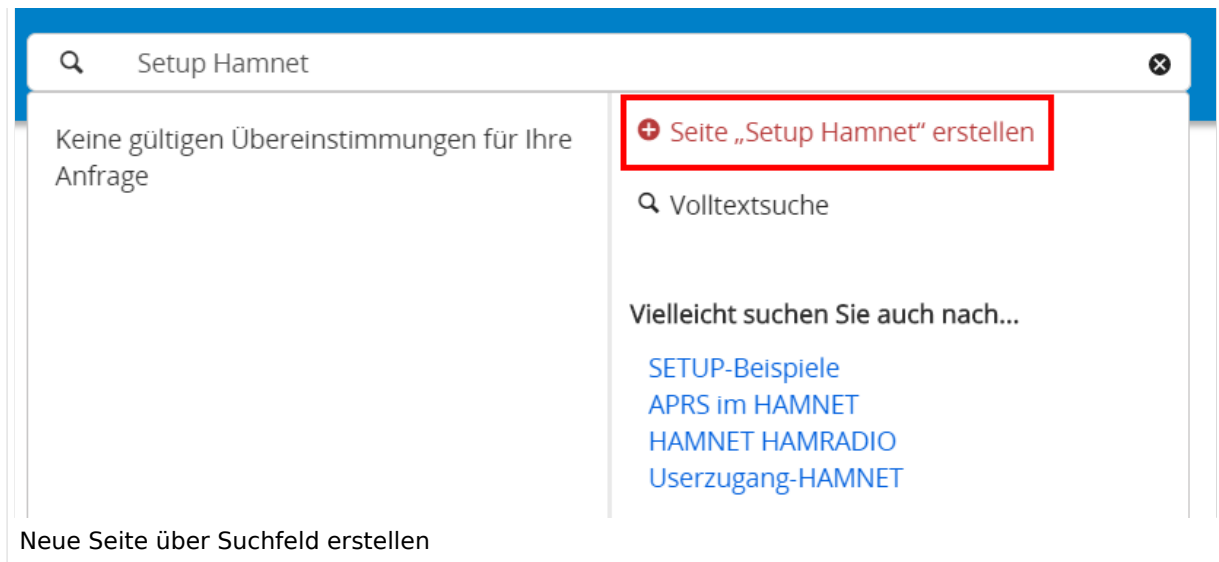 Setup Hamnet
Keine gültigen Übereinstimmungen für Ihre
Anfrage
Seite „Setup Hamnet“ erstellen
Volltextsuche
Vielleicht suchen Sie auch nach...
SETUP-Beispiele
APRS im HAMNET
HAMNET HAMRADIO
Userzugang-HAMNET
Neue Seite über Suchfeld erstellen